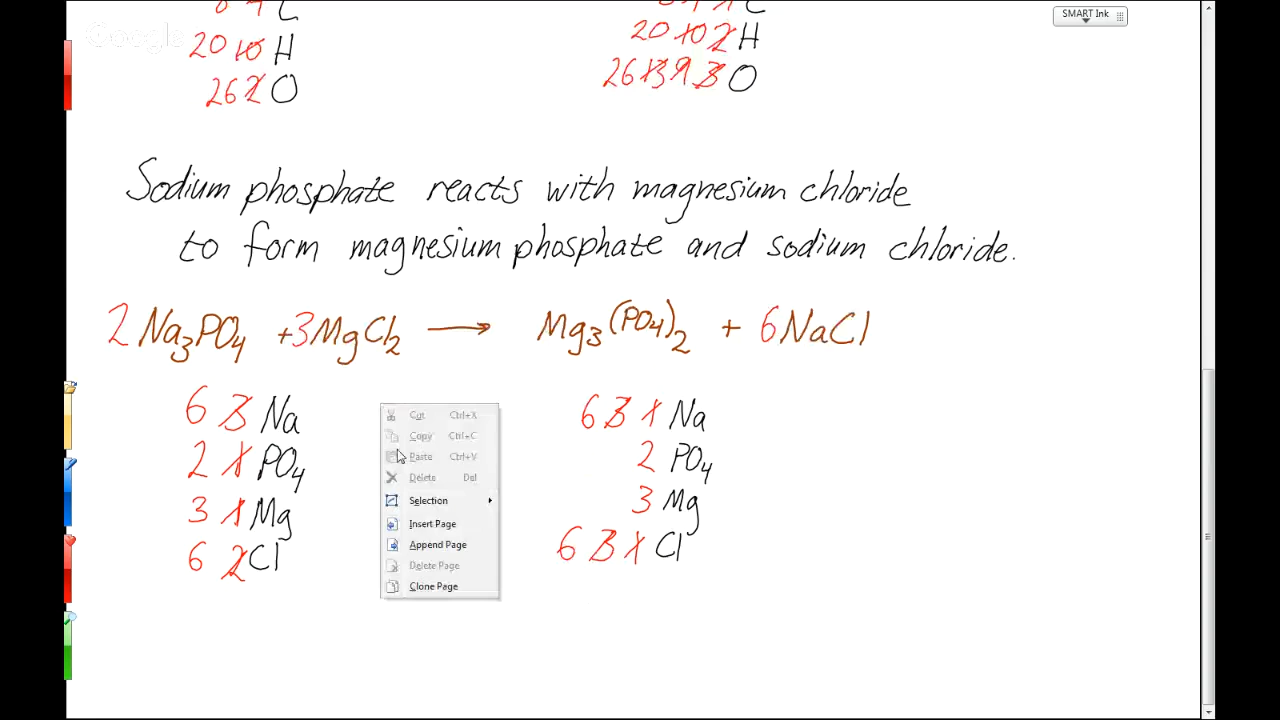 C
H
SMART Ink
Google
20 10 H
20 10 2 H
26 2 O
26 13 9 3 O
Sodium phosphate reacts with magnesium chloride
to form magnesium phosphate and sodium chloride.
2 Na3PO4 + 3 MgCl2 → Mg3(PO4)2 + 6 NaCl
6 3 Na
6 3 1 Na
2 1 PO4
2 PO4
3 1 Mg
3 Mg
6 2 Cl
6 3 1 Cl
Cut Ctrl+X
Copy Ctrl+C
Paste Ctrl+V
Delete Del
Selection
Insert Page
Append Page
Delete Page
Clone Page